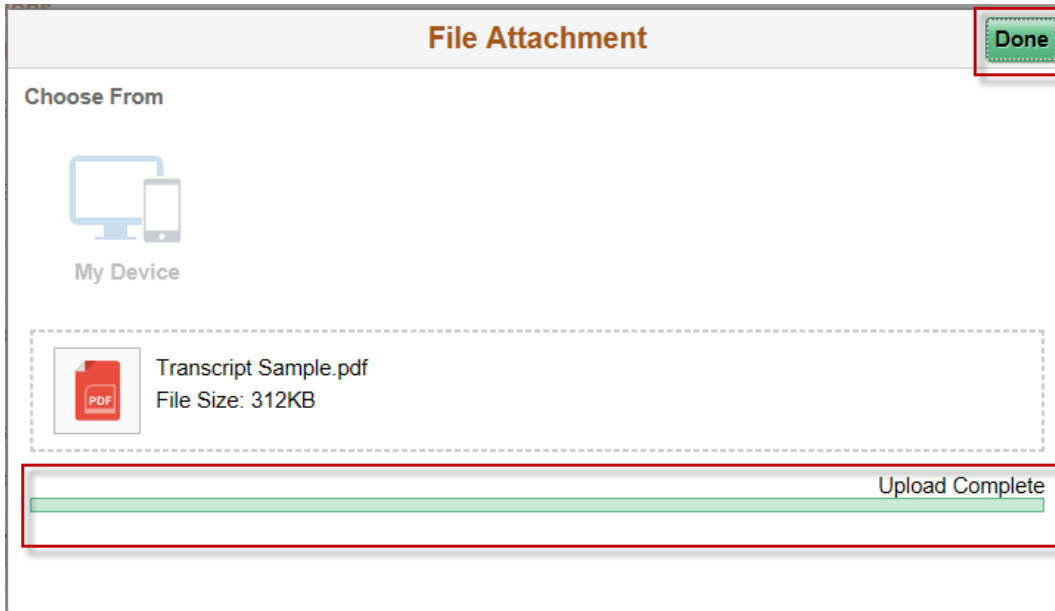 File Attachment
Done
Choose From
My Device
PDF
Transcript Sample.pdf
File Size: 312KB
Upload Complete